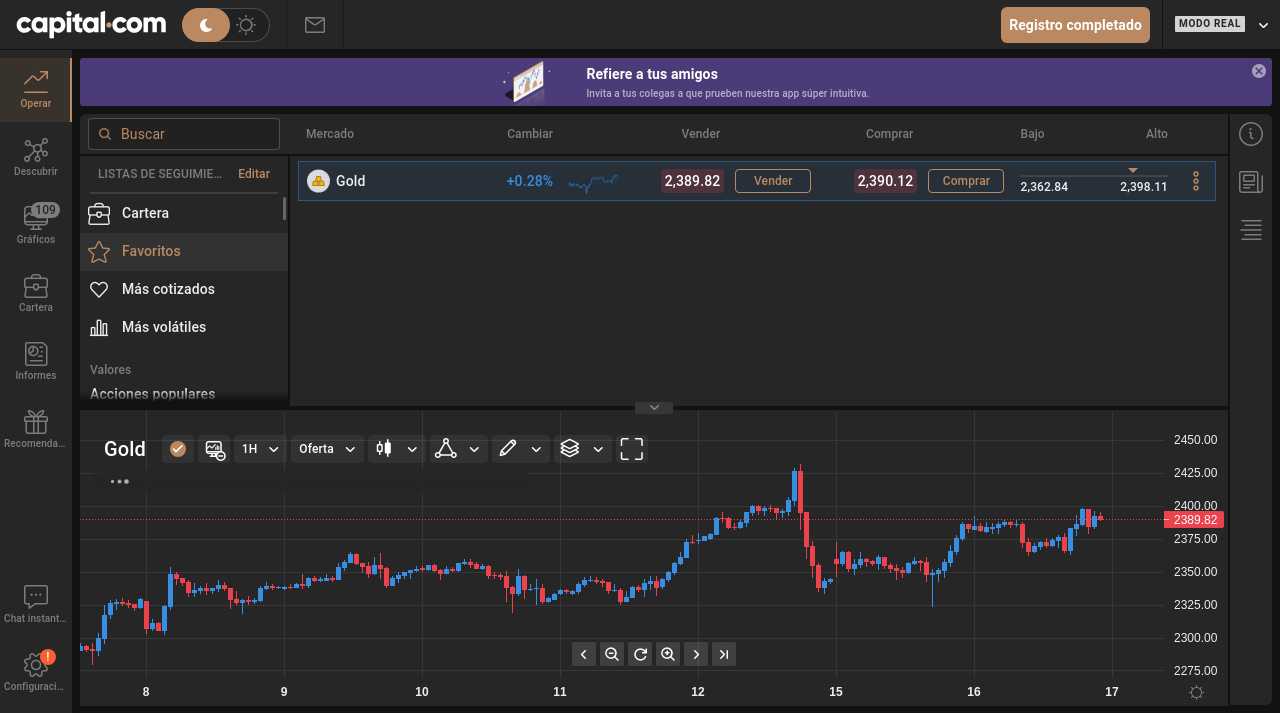 capital.com
Registro completado
MODO REAL
Operar
Refiere a tus amigos
Invita a tus colegas a que prueben nuestra app súper intuitiva.
Buscar
Mercado
Cambiar
Vender
Comprar
Bajo
Alto
Descubrir
LISTAS DE SEGUIMIE...
Editar
Gold
+0.28%
2,389.82
Vender
2,390.12
Comprar
2,362.84
2,398.11
109
Gráficos
Cartera
Favoritos
Más cotizados
Más volátiles
Valores
Acciones populares
Cartera
Informes
Recomenda...
Chat instant...
!
Configuraci...
Gold
1H
Oferta
2450.00
2425.00
2400.00
2389.82
2375.00
2350.00
2325.00
2300.00
2275.00
8
9
10
11
12
15
16
17